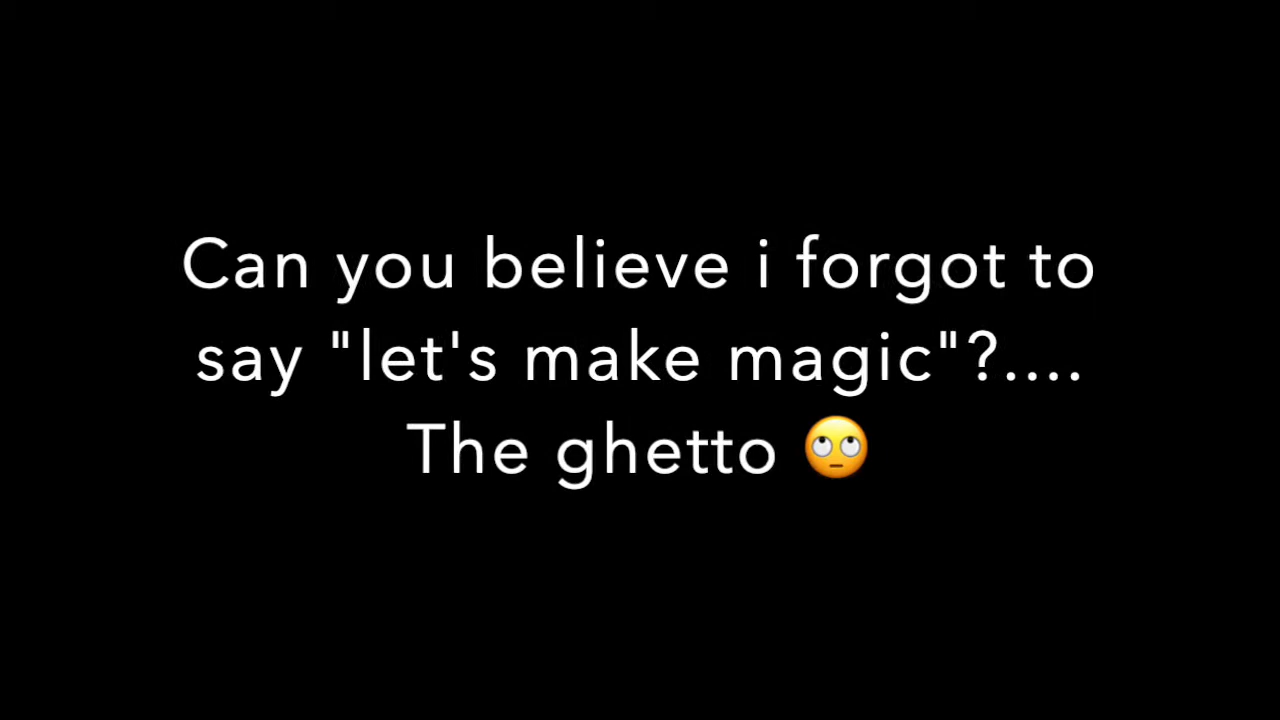 Can you believe i forgot to
say "let's make magic"?....
The ghetto 🙄